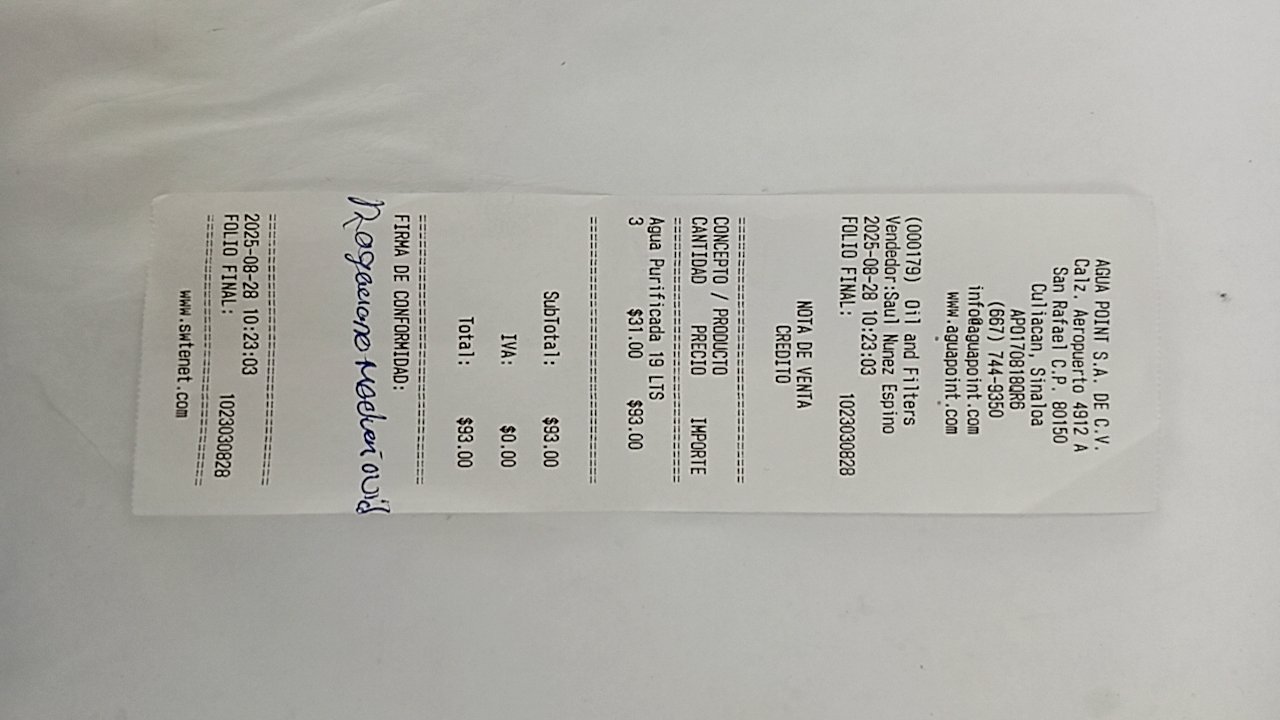 AGUA POINT S.A. DE C.V.
Calz. Aeropuerto 4912 A
San Rafael C.P. 80150
Culiacan, Sinaloa
APO170818QR6
(667) 744-9350
info@aguapoint.com
www.aguapoint.com
(000179) Oil and Filters
Vendedor:Saul Nunez Espino
2025-08-28 10:23:03
FOLIO FINAL: 1023030828
NOTA DE VENTA
CREDITO
CONCEPTO / PRODUCTO
CANTIDAD PRECIO IMPORTE
Agua Purificada 19 LTS
3 $31.00 $93.00
SubTotal: $93.00
IVA: $0.00
Total: $93.00
FIRMA DE CONFORMIDAD:
2025-08-28 10:23:03
FOLIO FINAL: 1023030828
www.swtenet.com